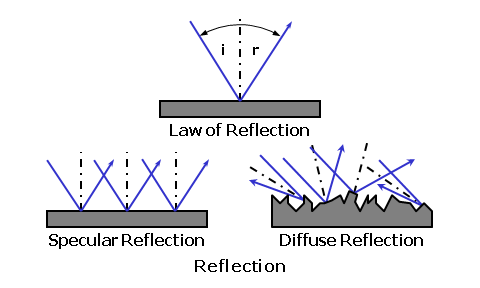 i r
Law of Reflection
Specular Reflection Diffuse Reflection
Reflection